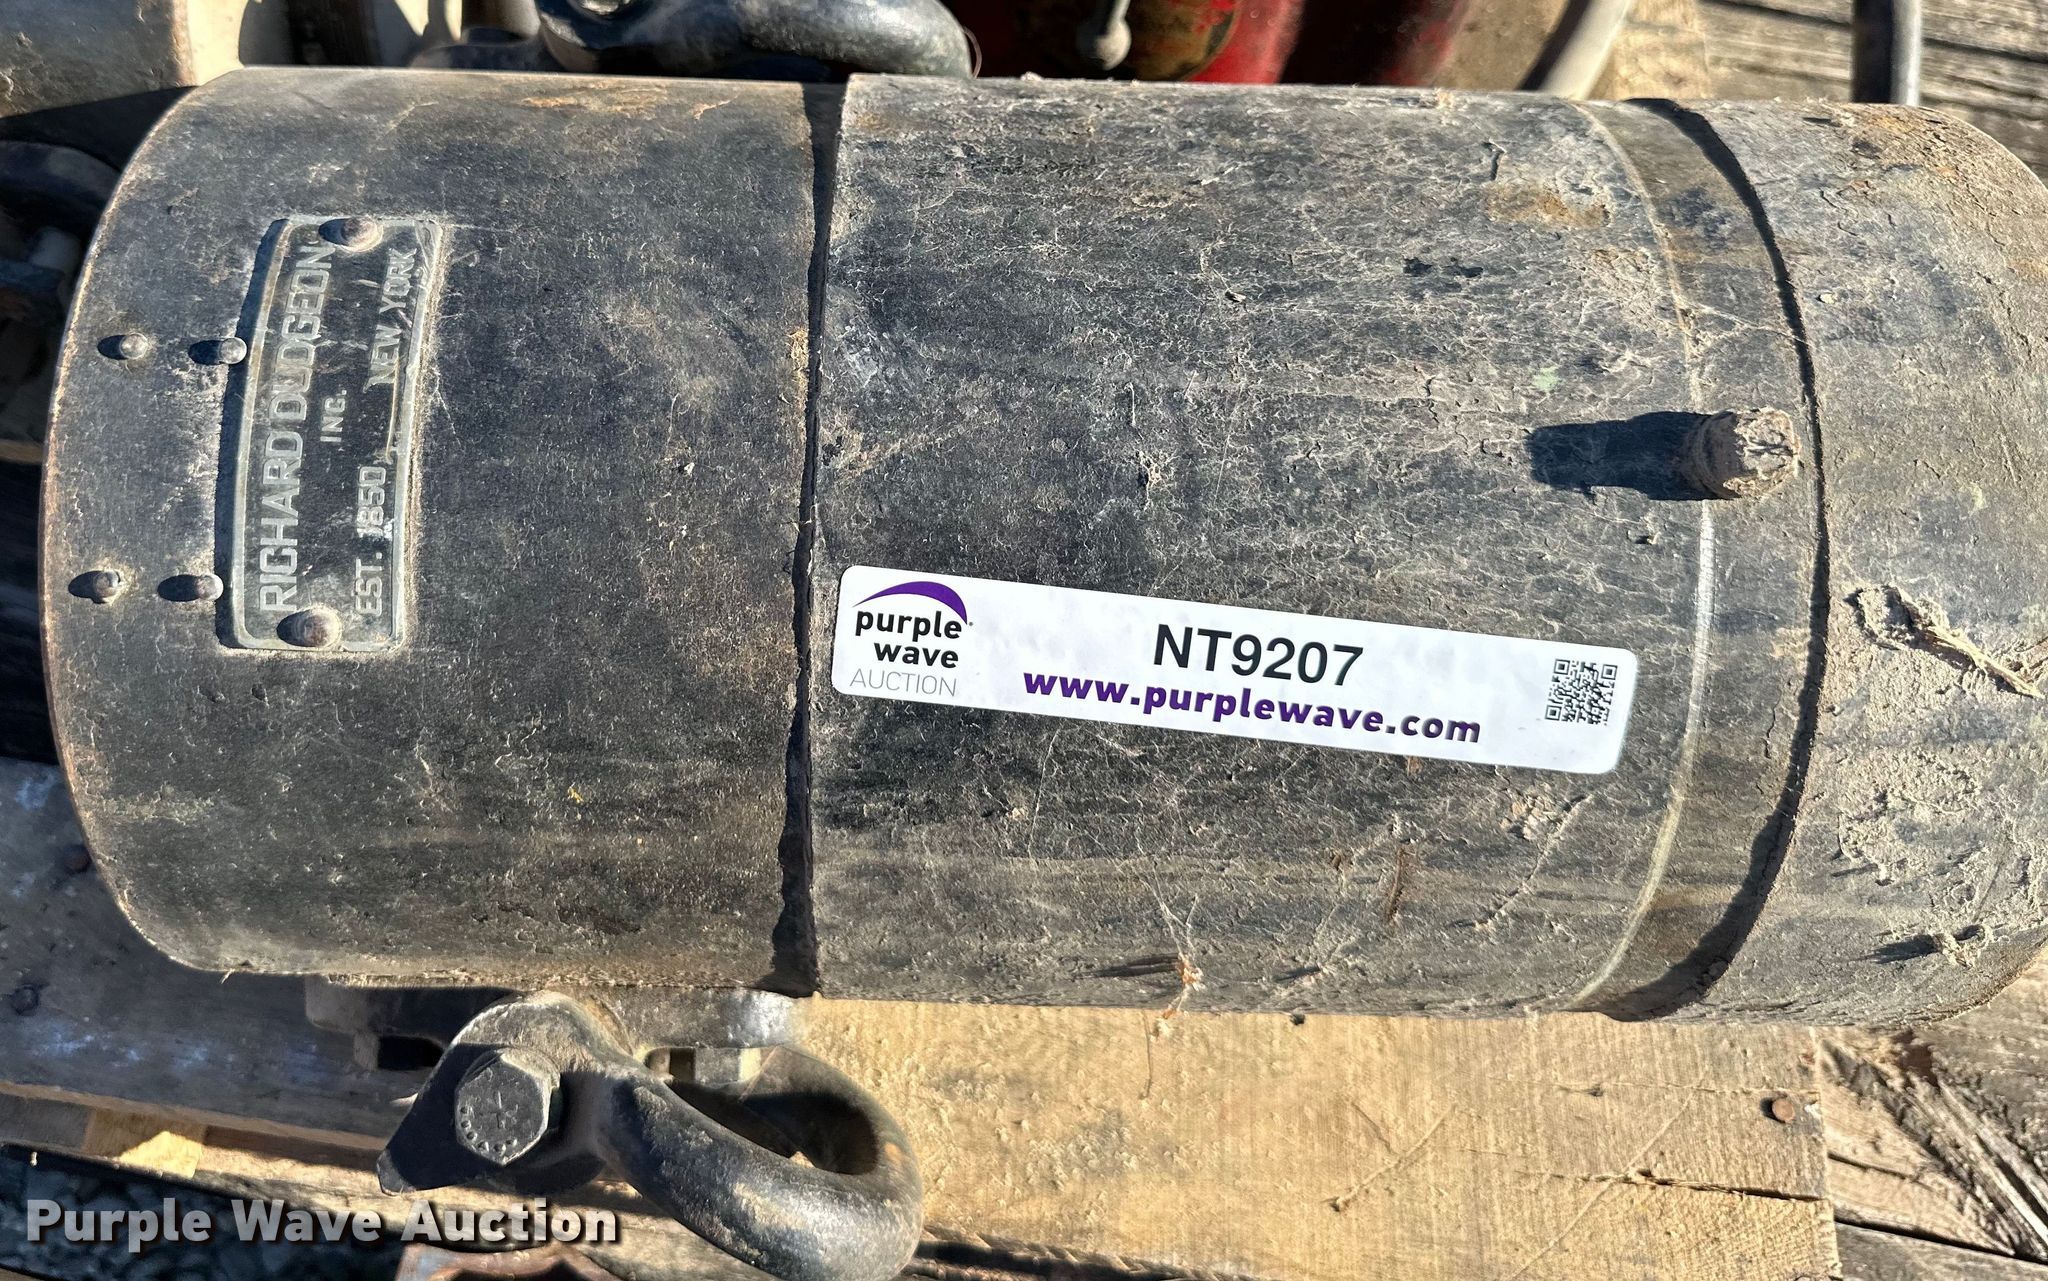 RICHARD DUDGEON
INC.
EST. 1850 NEW YORK
purple
wave
AUCTION
NT9207
www.purplewave.com
Purple Wave Auction